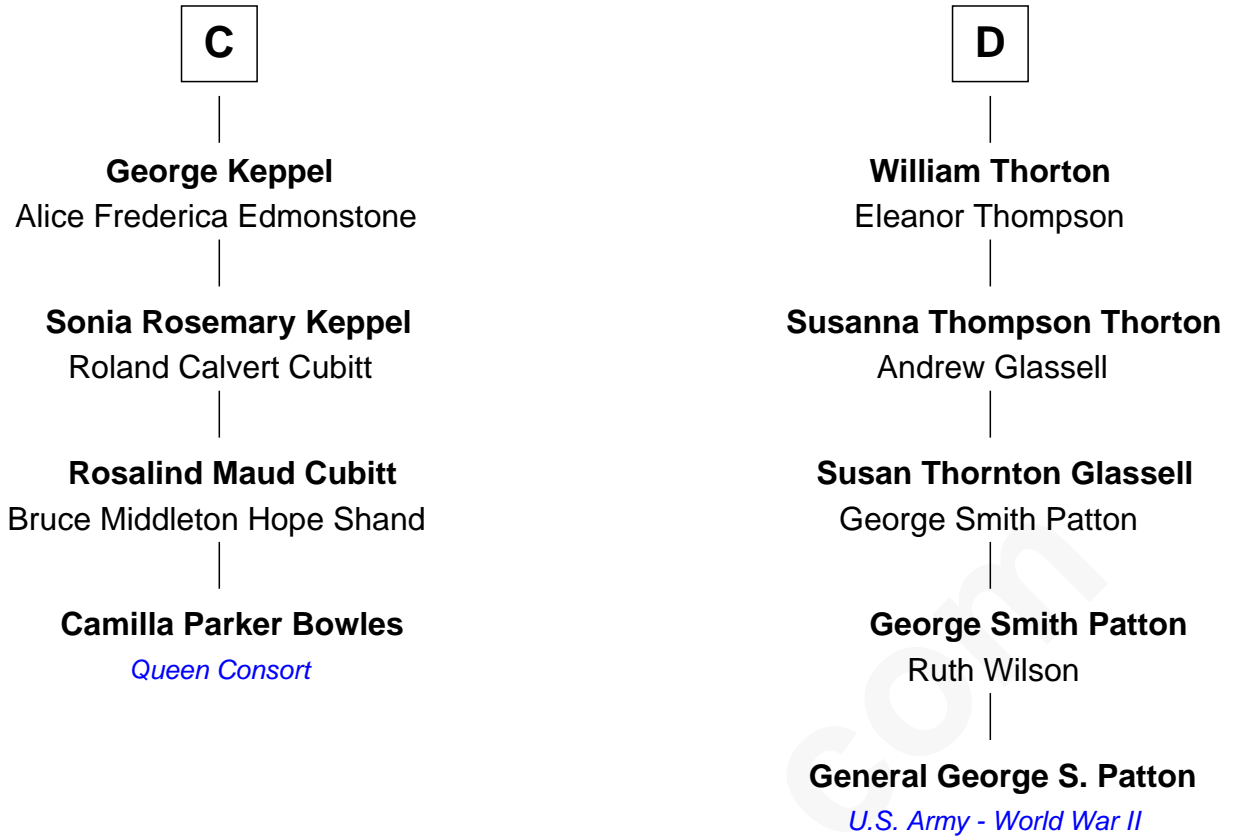 C
George Keppel
Alice Frederica Edmonstone
Sonia Rosemary Keppel
Roland Calvert Cubitt
Rosalind Maud Cubitt
Bruce Middleton Hope Shand
Camilla Parker Bowles
Queen Consort
D
William Thorton
Eleanor Thompson
Susanna Thompson Thorton
Andrew Glassell
Susan Thornton Glassell
George Smith Patton
George Smith Patton
Ruth Wilson
General George S. Patton
U.S. Army - World War II
com